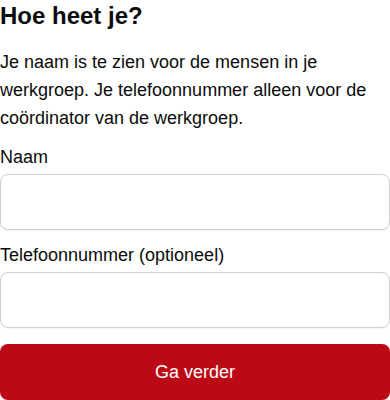 Hoe heet je?
Je naam is te zien voor de mensen in je
werkgroep. Je telefoonnummer alleen voor de
coördinator van de werkgroep.
Naam
Telefoonnummer (optioneel)
Ga verder